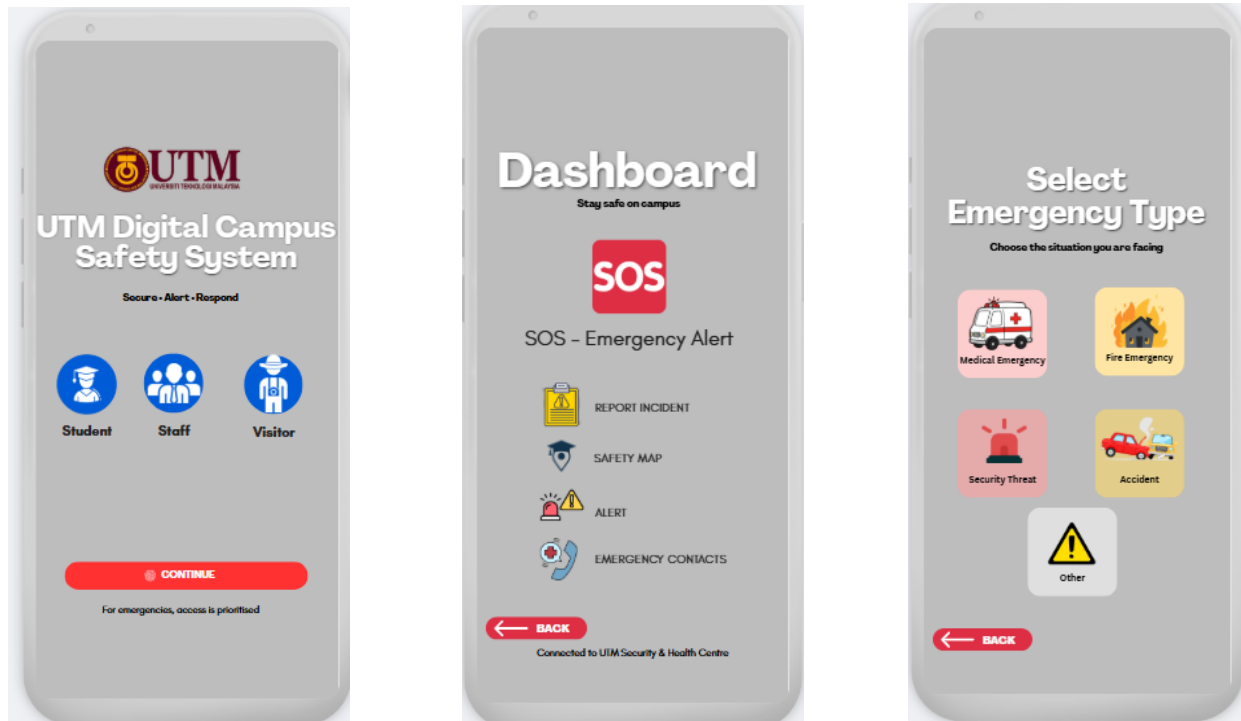 UTM
UNIVERSITI TEKNOLOGI MALAYSIA
UTM Digital Campus
Safety System
Secure • Alert • Respond
Student
Staff
Visitor
CONTINUE
For emergencies, access is prioritised
Dashboard
Stay safe on campus
SOS
SOS – Emergency Alert
REPORT INCIDENT
SAFETY MAP
ALERT
EMERGENCY CONTACTS
BACK
Connected to UTM Security & Health Centre
Select
Emergency Type
Choose the situation you are facing
Medical Emergency
Fire Emergency
Security Threat
Accident
Other
BACK